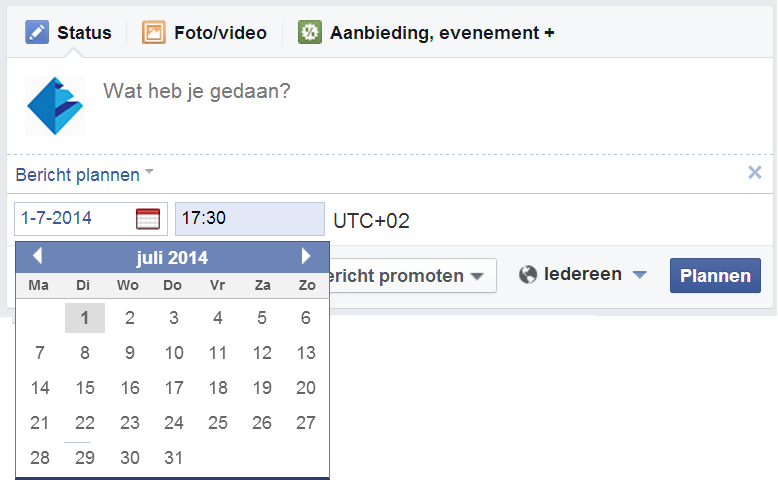 Status Foto/video Aanbieding, evenement +
Wat heb je gedaan?
Bericht plannen
1-7-2014 17:30 UTC+02
juli 2014
ericht promoten Iedereen Plannen
Ma Di Wo Do Vr Za Zo
1 2 3 4 5 6
7 8 9 10 11 12 13
14 15 16 17 18 19 20
21 22 23 24 25 26 27
28 29 30 31